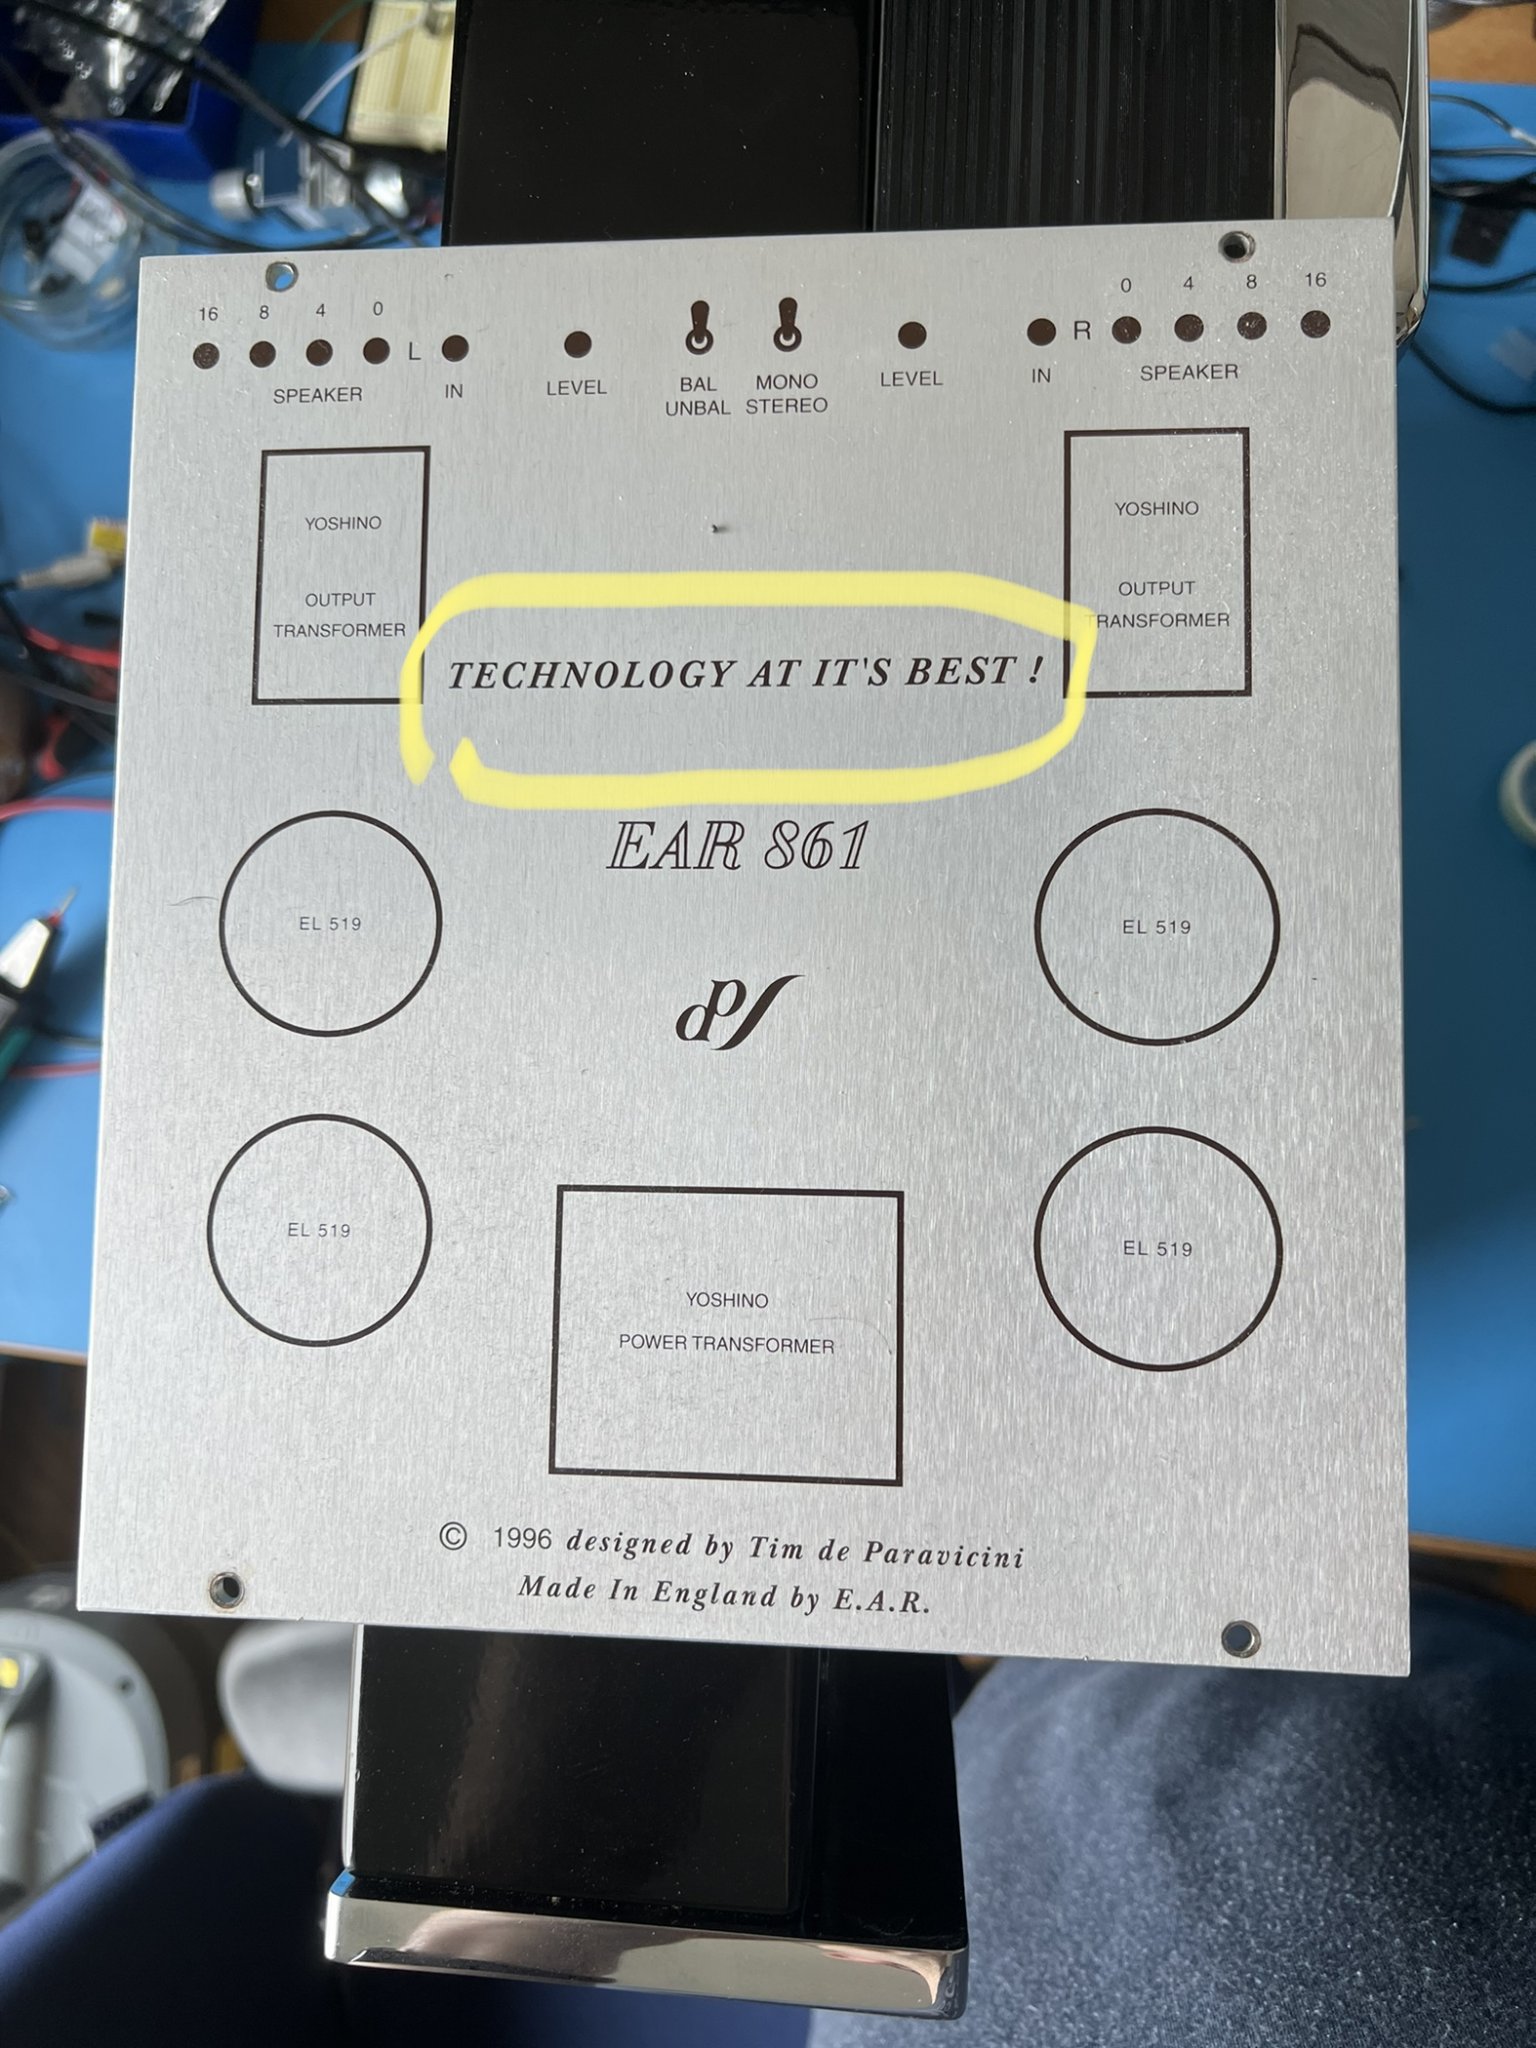 16 8 4 0
L
SPEAKER
IN
LEVEL
BAL
UNBAL
MONO
STEREO
LEVEL
IN
R
0 4 8 16
SPEAKER
YOSHINO
OUTPUT
TRANSFORMER
YOSHINO
OUTPUT
TRANSFORMER
TECHNOLOGY AT IT'S BEST !
EAR 861
EL 519
EL 519
EL 519
EL 519
YOSHINO
POWER TRANSFORMER
© 1996 designed by Tim de Paravicini
Made In England by E.A.R.